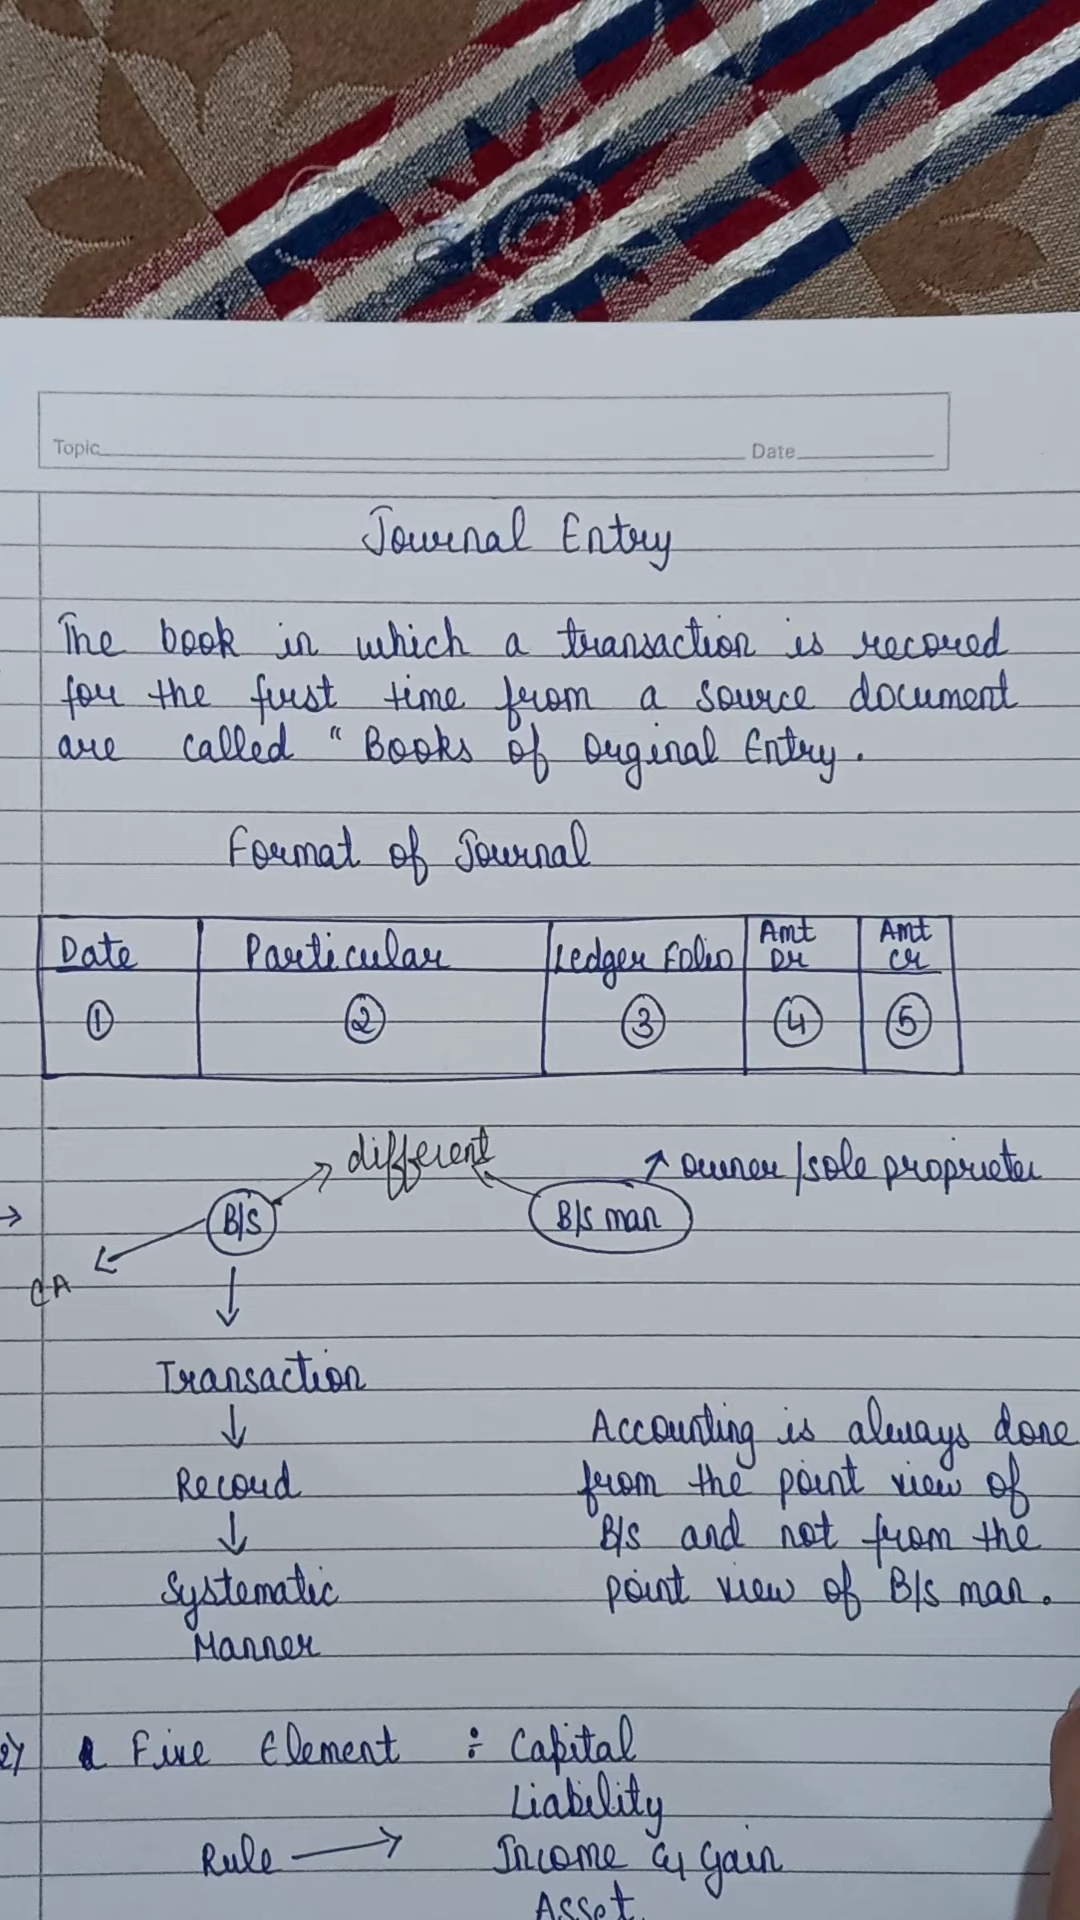 Topic Date
Journal Entry
The book in which a transaction is recored
for the first time from a source document
are called " Books of Orginal Entry.
Format of Journal
Date Particular Ledger Folio Amt Dr Amt Cr
① ② ③ ④ ⑤
different
↗ owner/sole proprieter
→ B/S B/S man
CA
Transaction
↓
Record
↓
Systematic
Manner
Accounting is always done
from the point view of
B/S and not from the
point view of B/S man.
2) Five Element : Capital
Liability
Rule → Income & gain
Asset